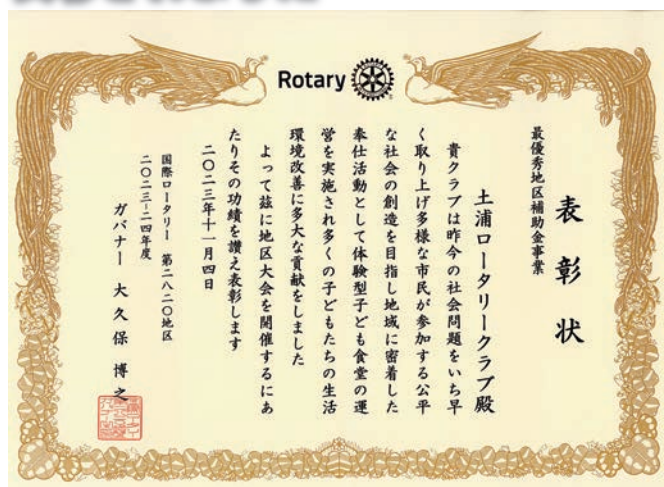 Rotary
表彰状
最優秀地区補助金事業
土浦ロータリークラブ殿
貴クラブは昨今の社会問題をいち早
く取り上げ多様な市民が参加する公平
な社会の創造を目指し地域に密着した
奉仕活動として体験型子ども食堂の運
営を実施され多くの子どもたちの生活
環境改善に多大な貢献をしました
よって茲に地区大会を開催するにあ
たりその功績を讃え表彰します
二〇二三年十一月四日
国際ロータリー 第二八二〇地区
二〇二三–二四年度
ガバナー 大久保 博之